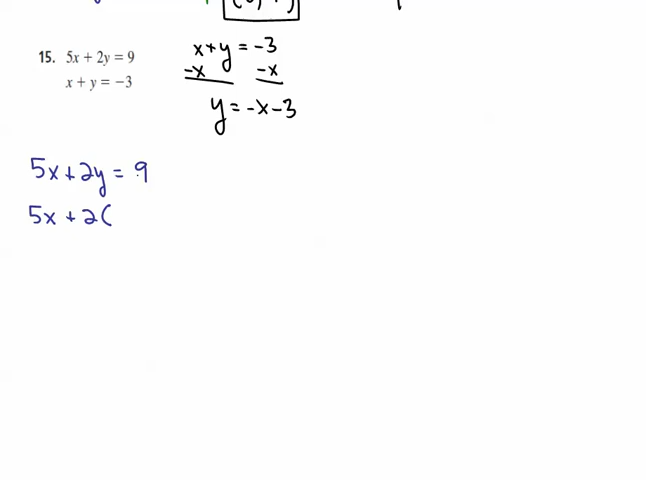 15. 5x + 2y = 9
x + y = −3
x + y = -3
-x -x
y = -x - 3
5x + 2y = 9
5x + 2(